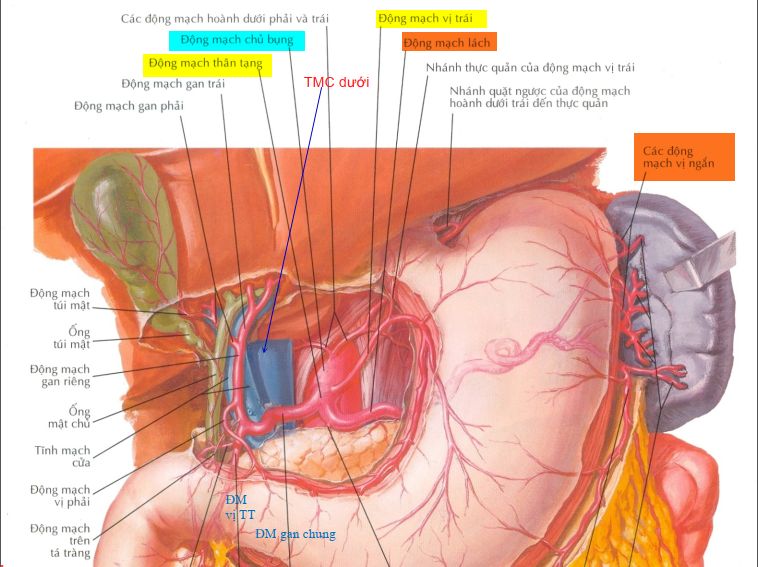 Các động mạch hoành dưới phải và trái
Động mạch vị trái
Động mạch chủ bụng
Động mạch lách
Động mạch thân tạng
Nhánh thực quản của động mạch vị trái
Động mạch gan trái
TMC dưới
Nhánh quặt ngược của động mạch
hoành dưới trái đến thực quản
Động mạch gan phải
Các động
mạch vị ngắn
Động mạch
túi mật
Ống
túi mật
Động mạch
gan riêng
Ống
mật chủ
Tĩnh mạch
cửa
Động mạch
vị phải
ĐM
vị TT
Động mạch
trên
tá tràng
ĐM gan chung